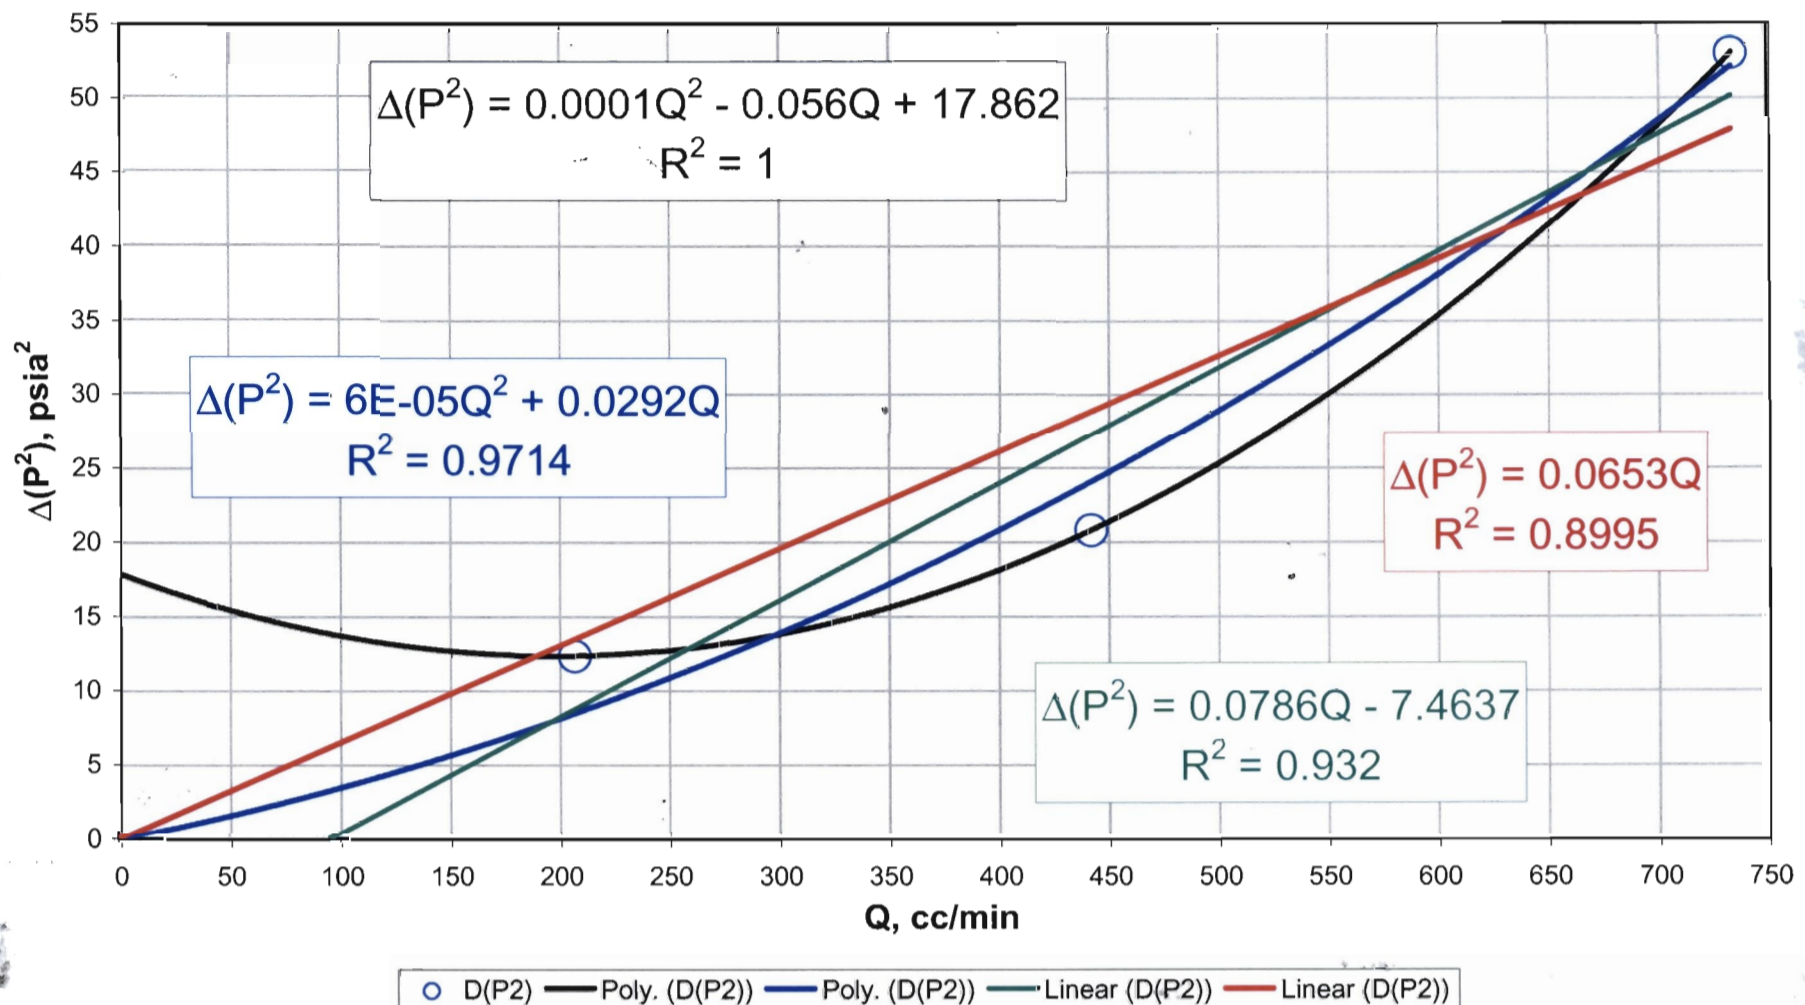 55
50
45
40
35
30
25
20
15
10
5
0
Δ(P²), psia²
Δ(P²) = 0.0001Q² - 0.056Q + 17.862
R² = 1
Δ(P²) = 6E-05Q² + 0.0292Q
R² = 0.9714
Δ(P²) = 0.0653Q
R² = 0.8995
Δ(P²) = 0.0786Q - 7.4637
R² = 0.932
0 50 100 150 200 250 300 350 400 450 500 550 600 650 700 750
Q, cc/min
D(P2) Poly. (D(P2)) Poly. (D(P2)) Linear (D(P2)) Linear (D(P2))